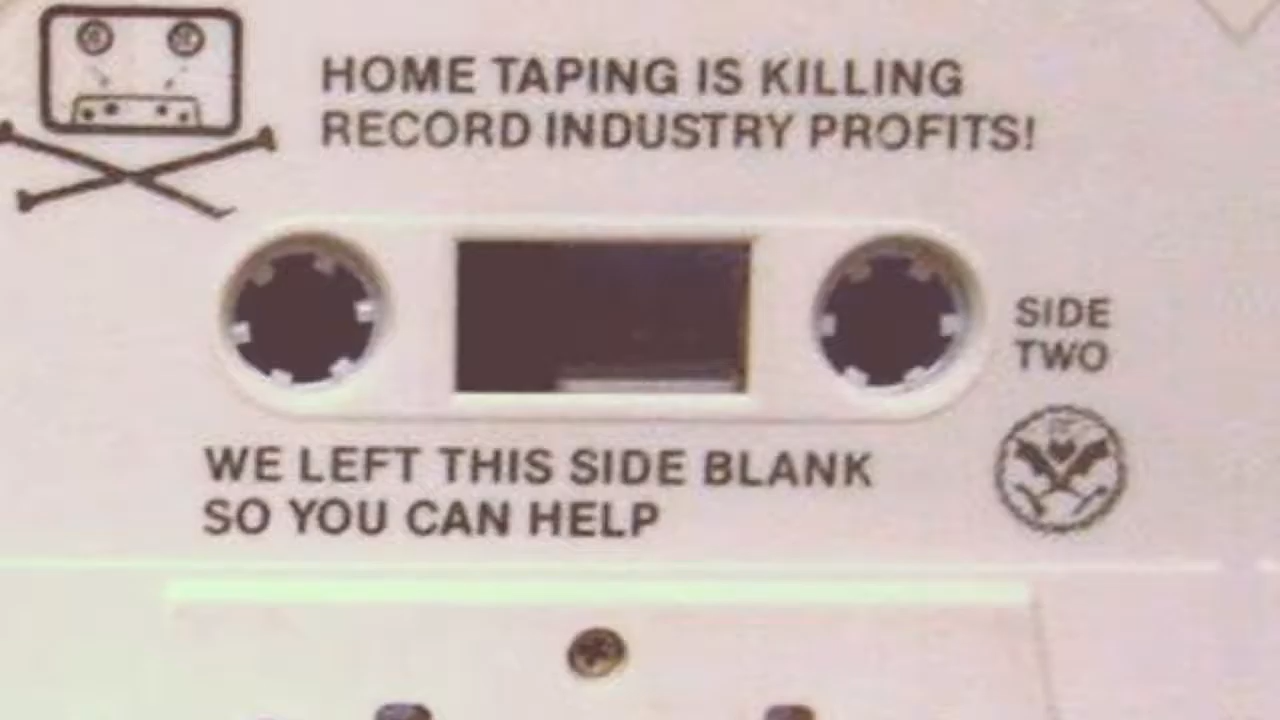 HOME TAPING IS KILLING
RECORD INDUSTRY PROFITS!
SIDE
TWO
WE LEFT THIS SIDE BLANK
SO YOU CAN HELP